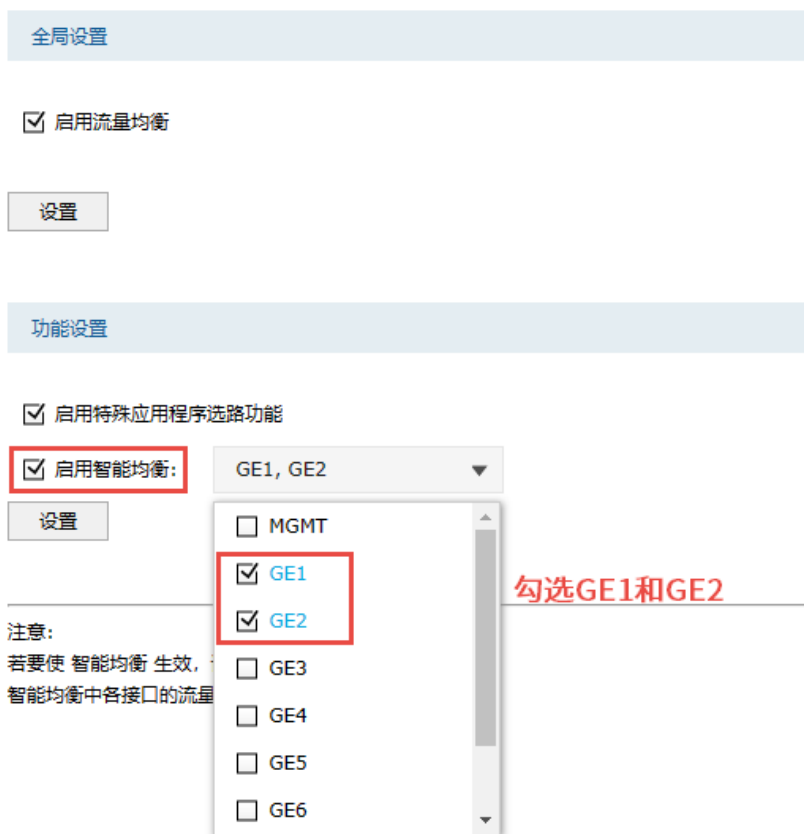 全局设置
启用流量均衡
设置
功能设置
启用特殊应用程序选路功能
启用智能均衡: GE1, GE2
设置
MGMT
GE1
GE2
勾选GE1和GE2
GE3
GE4
GE5
GE6
注意:
若要使 智能均衡 生效,
智能均衡中各接口的流量